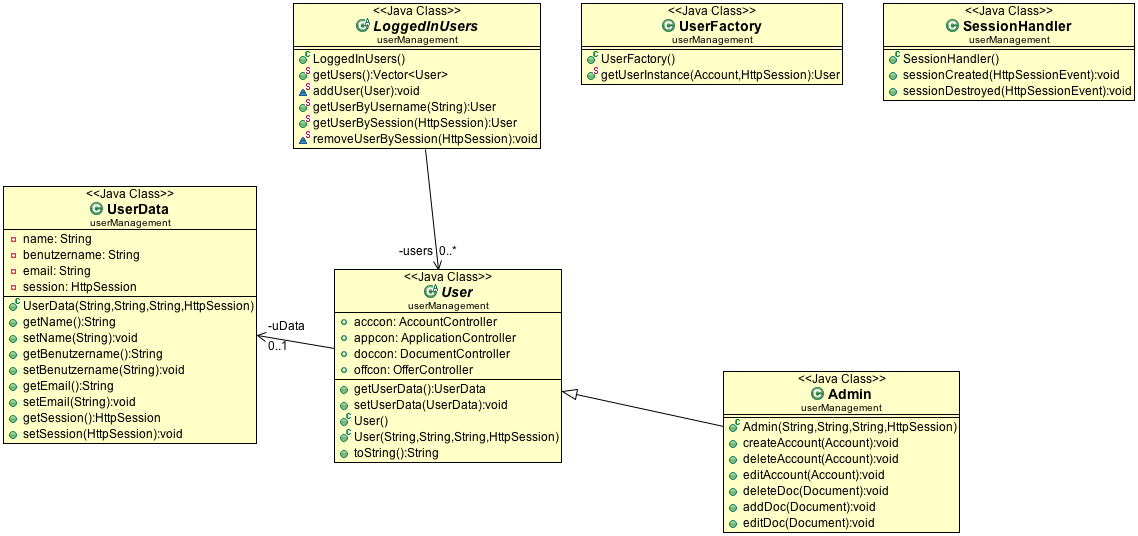 <<Java Class>>
LoggedInUsers
userManagement
LoggedInUsers()
getUsers():Vector<User>
addUser(User):void
getUserByUsername(String):User
getUserBySession(HttpSession):User
removeUserBySession(HttpSession):void
<<Java Class>>
UserFactory
userManagement
UserFactory()
getUserInstance(Account,HttpSession):User
<<Java Class>>
SessionHandler
userManagement
SessionHandler()
sessionCreated(HttpSessionEvent):void
sessionDestroyed(HttpSessionEvent):void
<<Java Class>>
UserData
userManagement
name: String
benutzername: String
email: String
session: HttpSession
UserData(String,String,String,HttpSession)
getName():String
setName(String):void
getBenutzername():String
setBenutzername(String):void
getEmail():String
setEmail(String):void
getSession():HttpSession
setSession(HttpSession):void
-users 0..*
-uData
0..1
<<Java Class>>
User
userManagement
acccon: AccountController
appcon: ApplicationController
doccon: DocumentController
offcon: OfferController
getUserData():UserData
setUserData(UserData):void
User()
User(String,String,String,HttpSession)
toString():String
<<Java Class>>
Admin
userManagement
Admin(String,String,String,HttpSession)
createAccount(Account):void
deleteAccount(Account):void
editAccount(Account):void
deleteDoc(Document):void
addDoc(Document):void
editDoc(Document):void